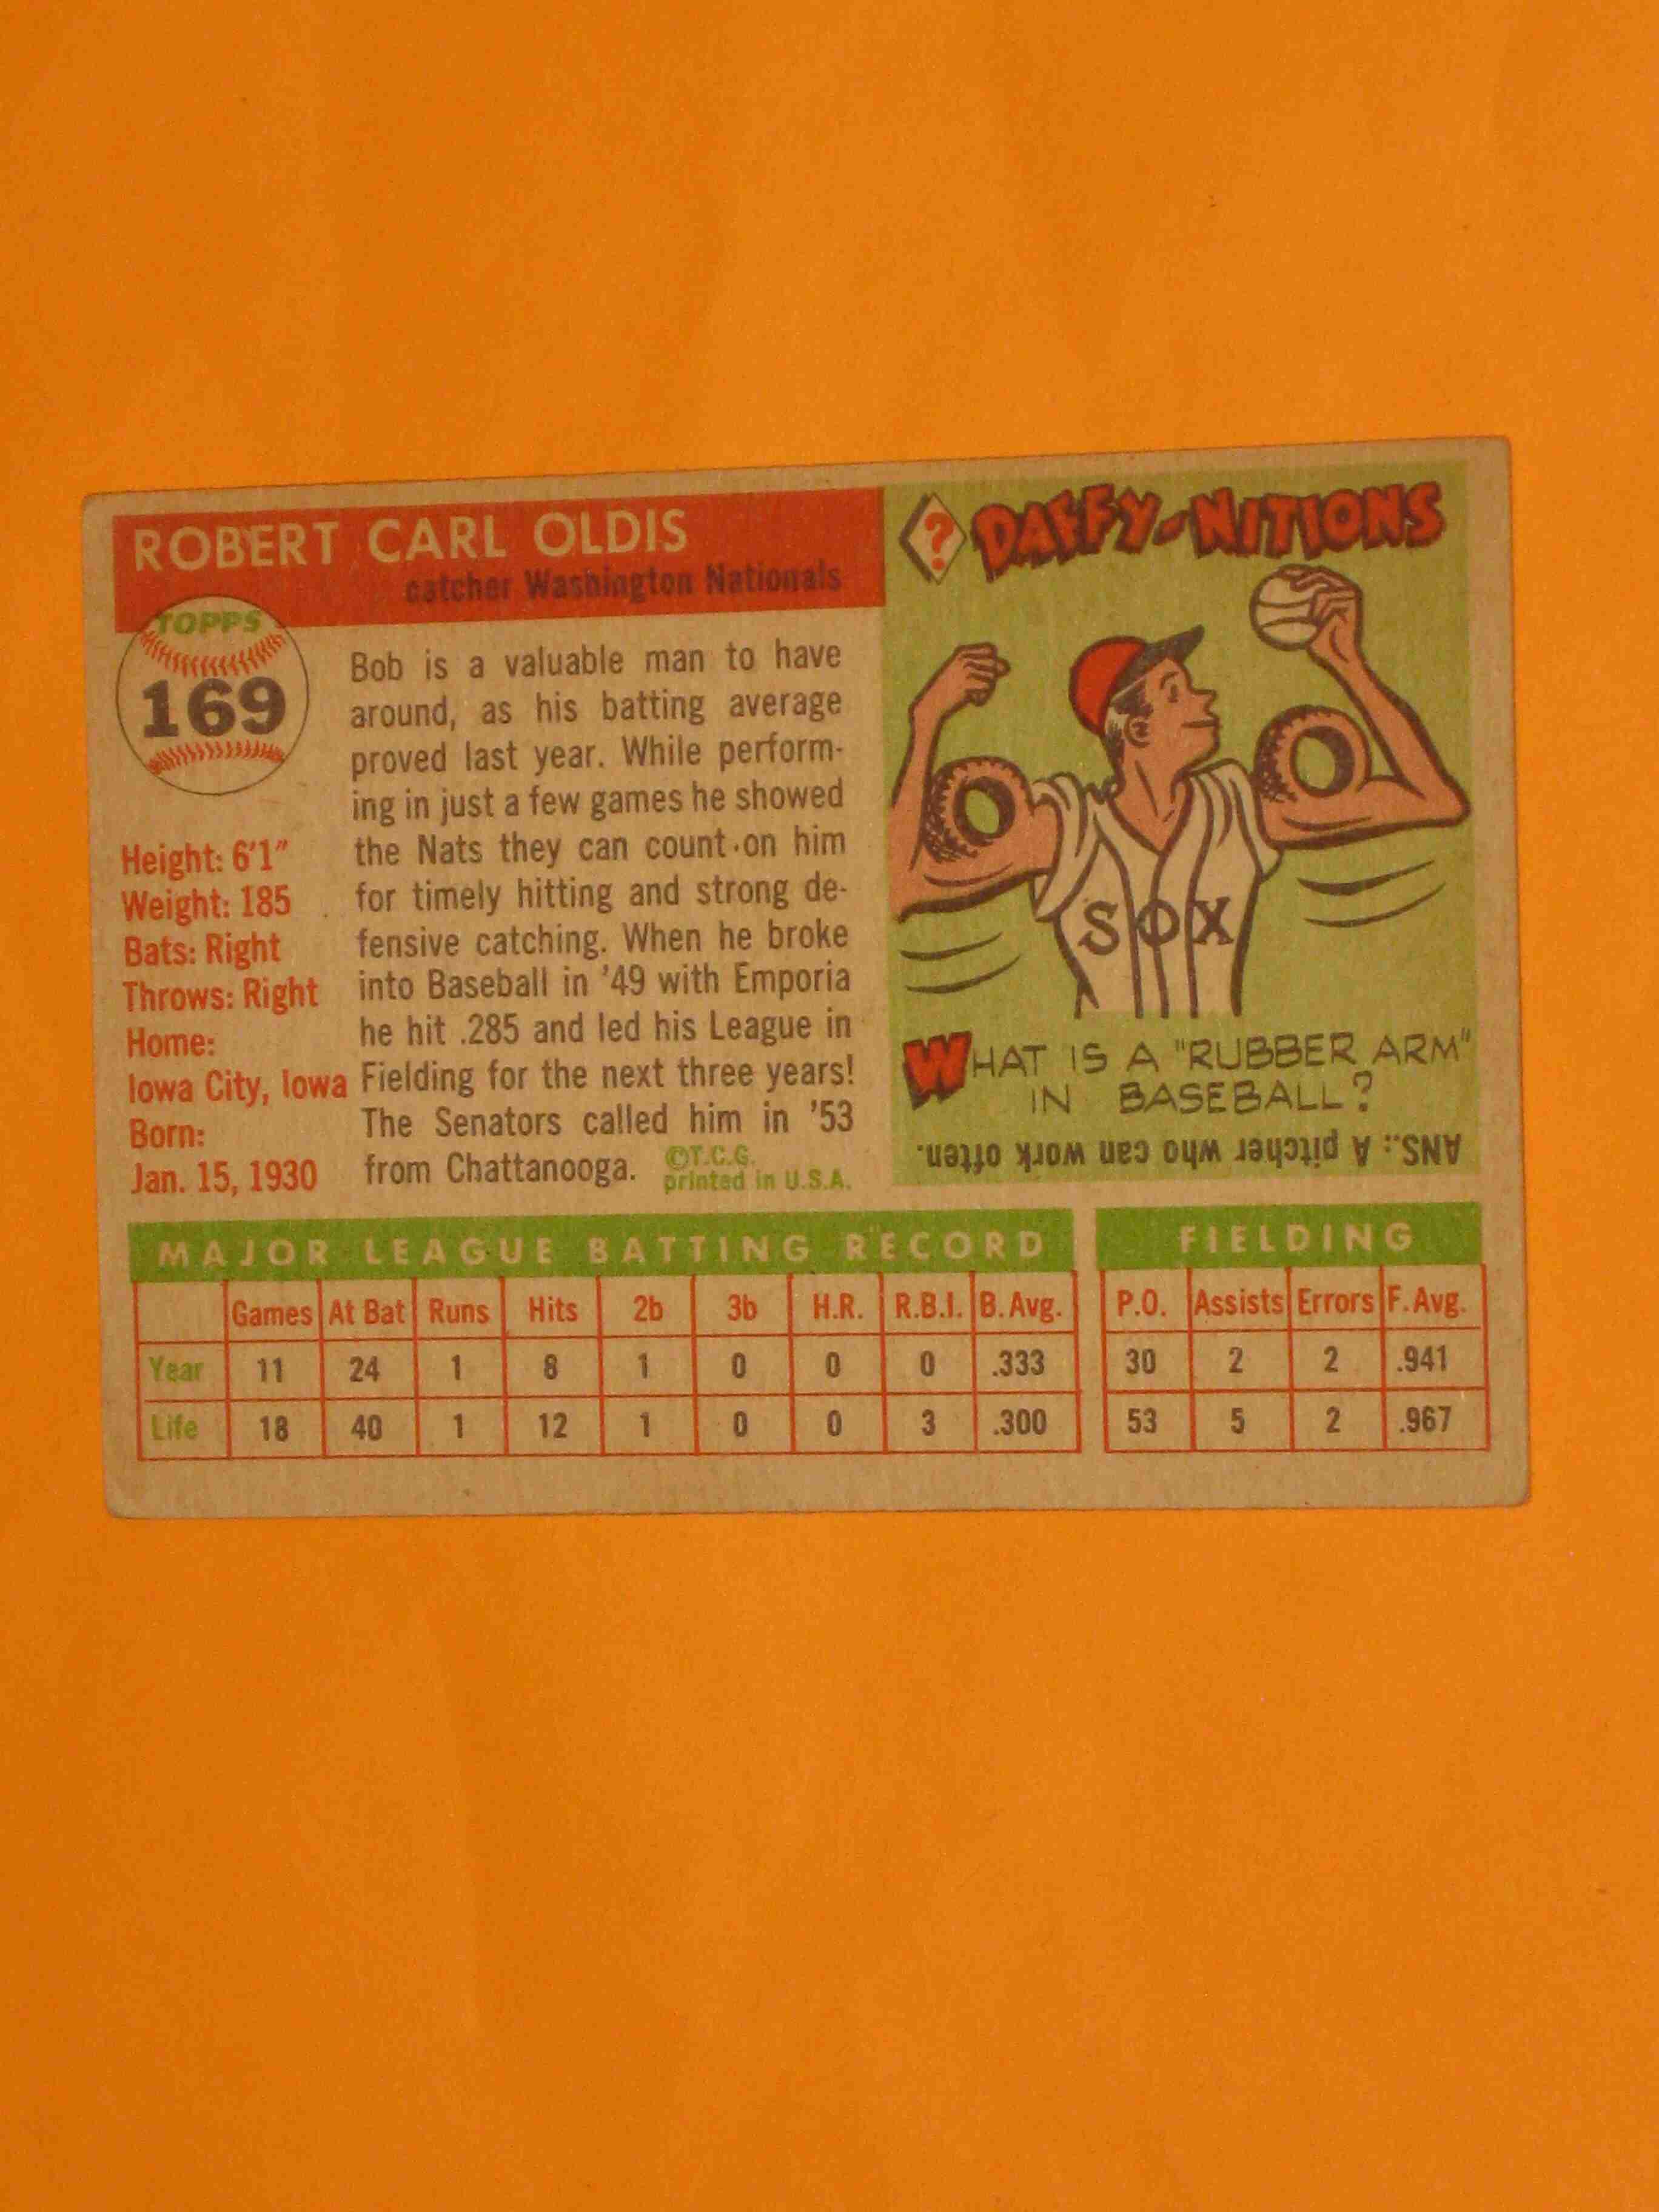 ROBERT CARL OLDIS
catcher Washington Nationals
TOPPS
169
Height: 6'1"
Weight: 185
Bats: Right
Throws: Right
Home:
Iowa City, Iowa
Born:
Jan. 15, 1930
Bob is a valuable man to have
around, as his batting average
proved last year. While perform-
ing in just a few games he showed
the Nats they can count on him
for timely hitting and strong de-
fensive catching. When he broke
into Baseball in '49 with Emporia
he hit .285 and led his League in
Fielding for the next three years!
The Senators called him in '53
from Chattanooga.
©T.C.G.
printed in U.S.A.
? DAFFY-NITIONS
SOX
WHAT IS A "RUBBER ARM"
IN BASEBALL?
ANS.: A pitcher who can work often.
MAJOR LEAGUE BATTING RECORD
Games At Bat Runs Hits 2b 3b H.R. R.B.I. B. Avg.
Year 11 24 1 8 1 0 0 0 .333
Life 18 40 1 12 1 0 0 3 .300
FIELDING
P.O. Assists Errors F. Avg.
30 2 2 .941
53 5 2 .967